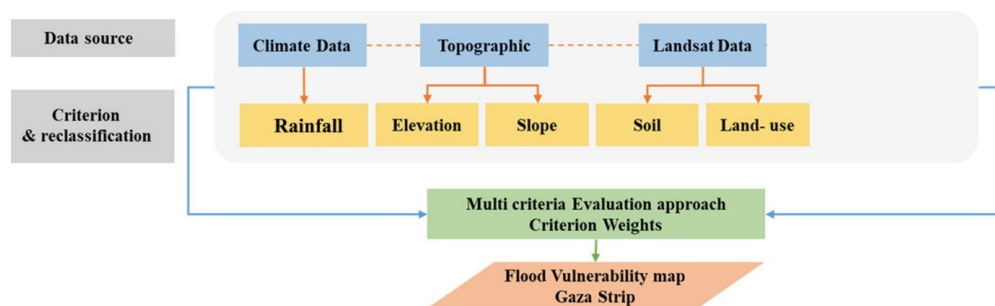 Data source
Climate Data
Topographic
Landsat Data
Criterion
& reclassification
Rainfall
Elevation
Slope
Soil
Land- use
Multi criteria Evaluation approach
Criterion Weights
Flood Vulnerability map
Gaza Strip